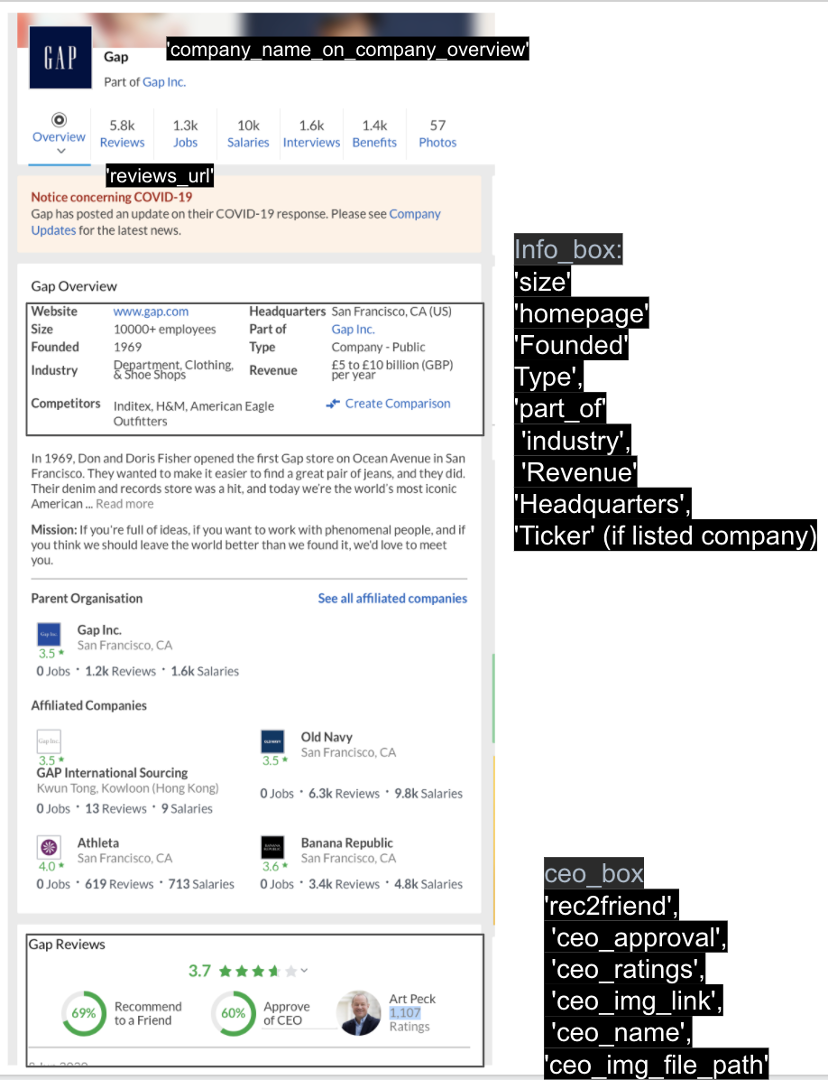 GAP
Gap
'company_name_on_company_overview'
Part of Gap Inc.
Overview
5.8k
Reviews
1.3k
Jobs
10k
Salaries
1.6k
Interviews
1.4k
Benefits
57
Photos
'reviews_url'
Notice concerning COVID-19
Gap has posted an update on their COVID-19 response. Please see Company
Updates for the latest news.
Gap Overview
Website www.gap.com Headquarters San Francisco, CA (US)
Size 10000+ employees Part of Gap Inc.
Founded 1969 Type Company - Public
Industry Department, Clothing, & Shoe Shops Revenue £5 to £10 billion (GBP) per year
Competitors Inditex, H&M, American Eagle Outfitters
Create Comparison
In 1969, Don and Doris Fisher opened the first Gap store on Ocean Avenue in San
Francisco. They wanted to make it easier to find a great pair of jeans, and they did.
Their denim and records store was a hit, and today we're the world's most iconic
American ... Read more
Mission: If you're full of ideas, if you want to work with phenomenal people, and if
you think we should leave the world better than we found it, we'd love to meet
you.
Parent Organisation See all affiliated companies
Gap Inc.
Gap Inc.
San Francisco, CA
3.5 ★
0 Jobs · 1.2k Reviews · 1.6k Salaries
Affiliated Companies
Gap Inc.
3.5 ★
GAP International Sourcing
Kwun Tong, Kowloon (Hong Kong)
0 Jobs · 13 Reviews · 9 Salaries
OLD NAVY
Old Navy
San Francisco, CA
3.5 ★
0 Jobs · 6.3k Reviews · 9.8k Salaries
Athleta
San Francisco, CA
4.0 ★
0 Jobs · 619 Reviews · 713 Salaries
Banana Republic
San Francisco, CA
3.6 ★
0 Jobs · 3.4k Reviews · 4.8k Salaries
Gap Reviews
3.7 ★★★★★
69% Recommend
to a Friend
60% Approve
of CEO
Art Peck
1,107
Ratings
Info_box:
'size'
'homepage'
'Founded'
Type',
'part_of'
'industry',
'Revenue'
'Headquarters',
'Ticker' (if listed company)
ceo_box
'rec2friend',
'ceo_approval',
'ceo_ratings',
'ceo_img_link',
'ceo_name',
'ceo_img_file_path'